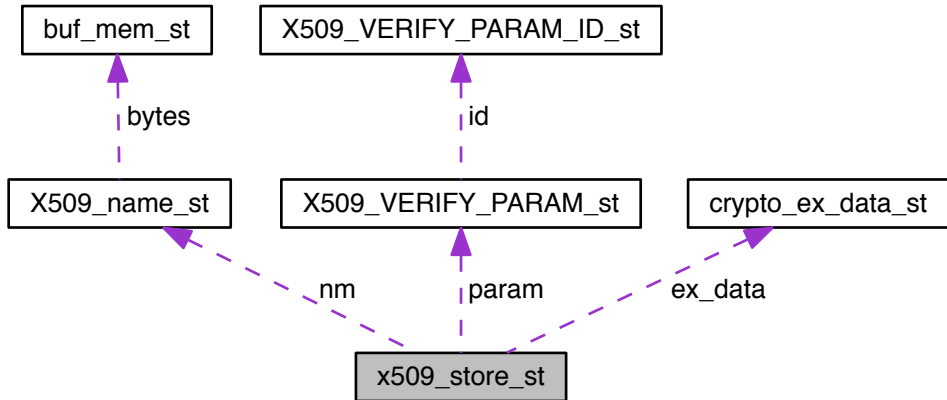 buf_mem_st
X509_VERIFY_PARAM_ID_st
bytes
id
X509_name_st
X509_VERIFY_PARAM_st
crypto_ex_data_st
nm
param
ex_data
x509_store_st